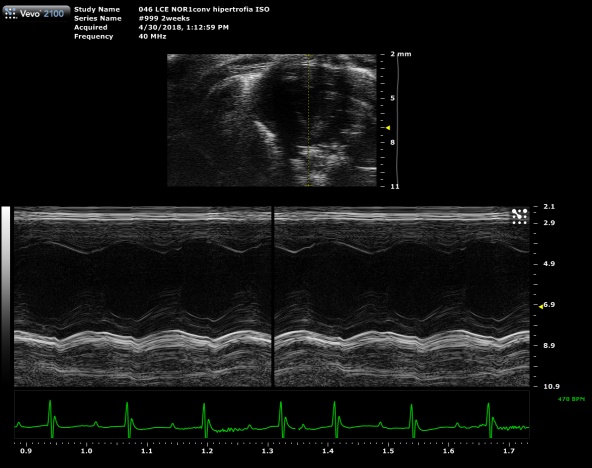 Vevo 2100
Study Name 046 LCE NOR1conv hipertrofia ISO
Series Name #999 2weeks
Acquired 4/30/2018, 1:12:59 PM
Frequency 40 MHz
2 mm
5
8
11
2.1
2.9
4.9
6.9
8.9
10.9
478 BPM
0.9 1.0 1.1 1.2 1.3 1.4 1.5 1.6 1.7